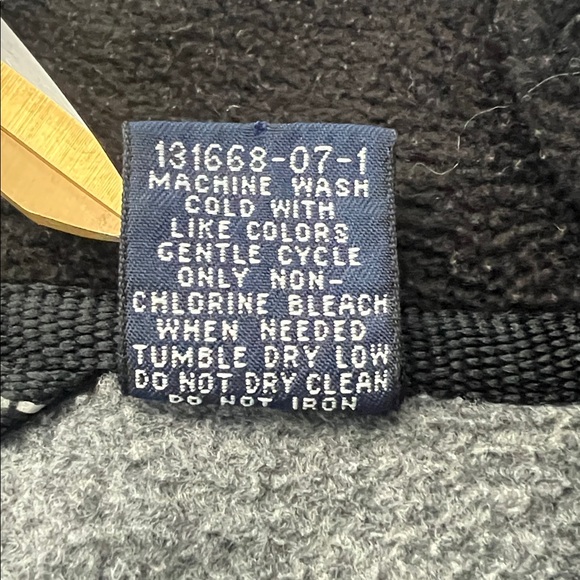 131668-07-1
MACHINE WASH
COLD WITH
LIKE COLORS
GENTLE CYCLE
ONLY NON-
CHLORINE BLEACH
WHEN NEEDED
TUMBLE DRY LOW
DO NOT DRY CLEAN
DO NOT IRON